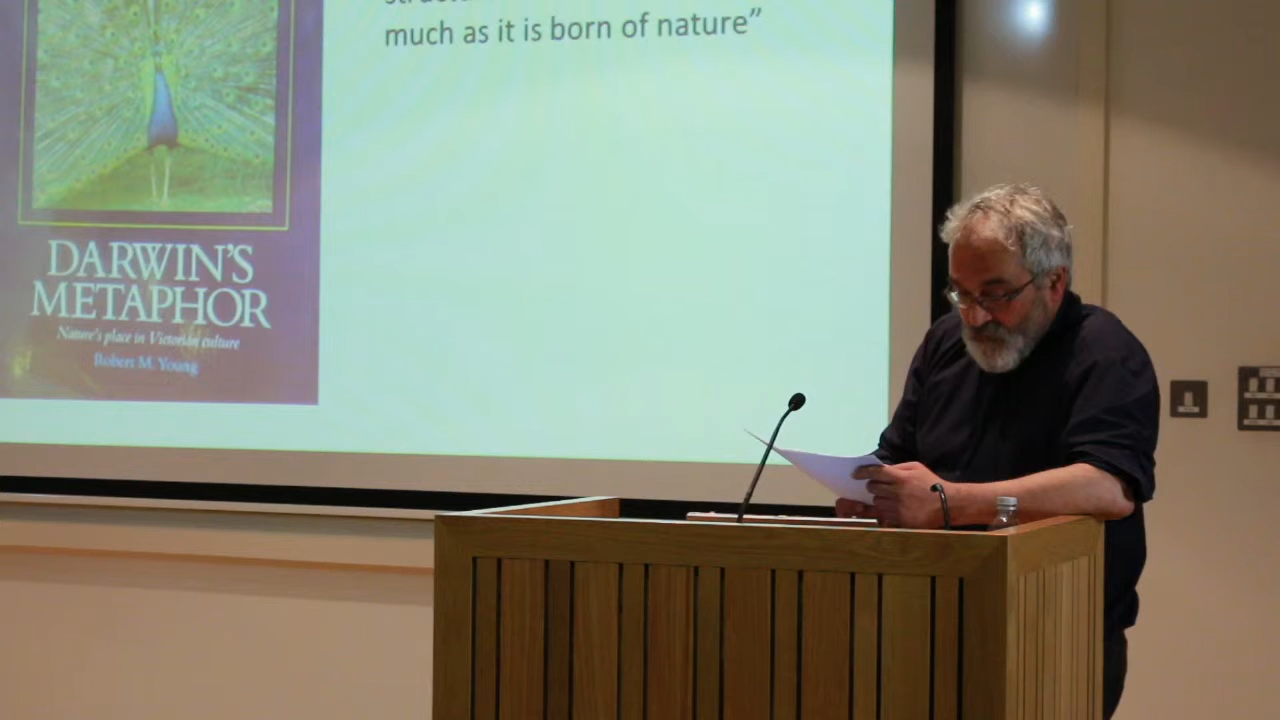 much as it is born of nature”
DARWIN'S
METAPHOR
Nature's place in Victorian culture
Robert M. Young